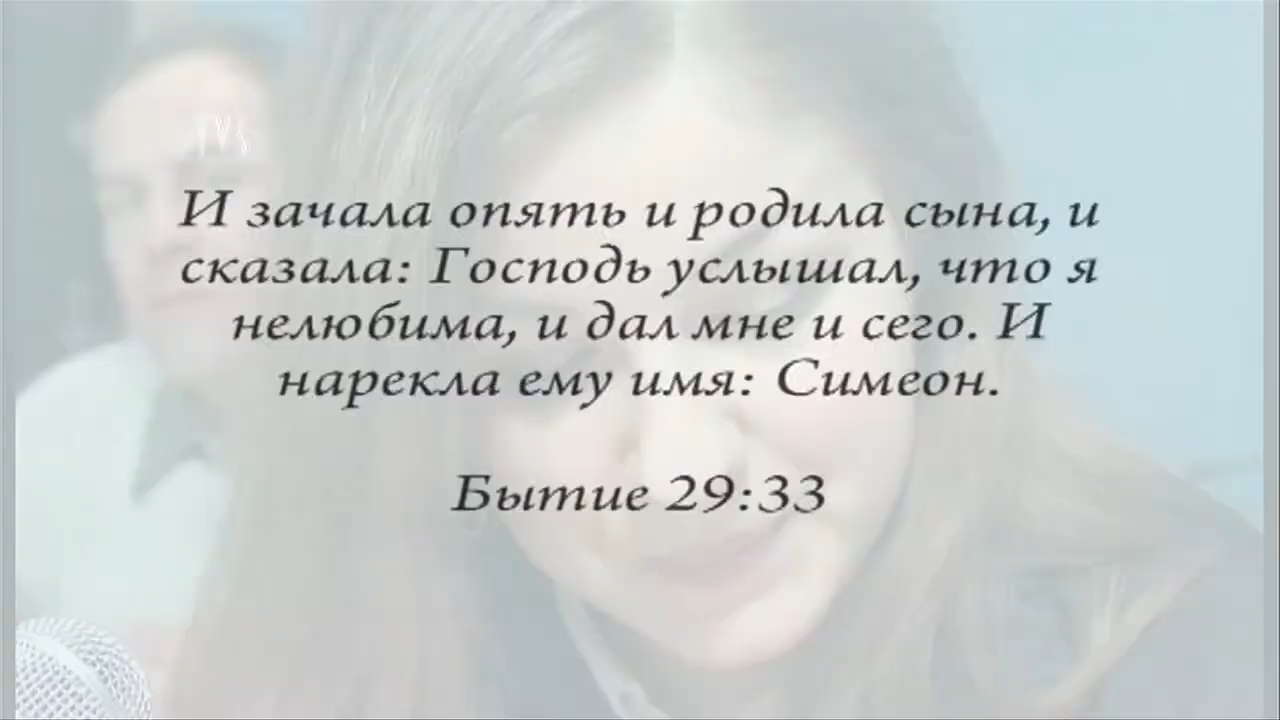 И зачала опять и родила сына, и
сказала: Господь услышал, что я
нелюбима, и дал мне и сего. И
нарекла ему имя: Симеон.
Бытие 29:33